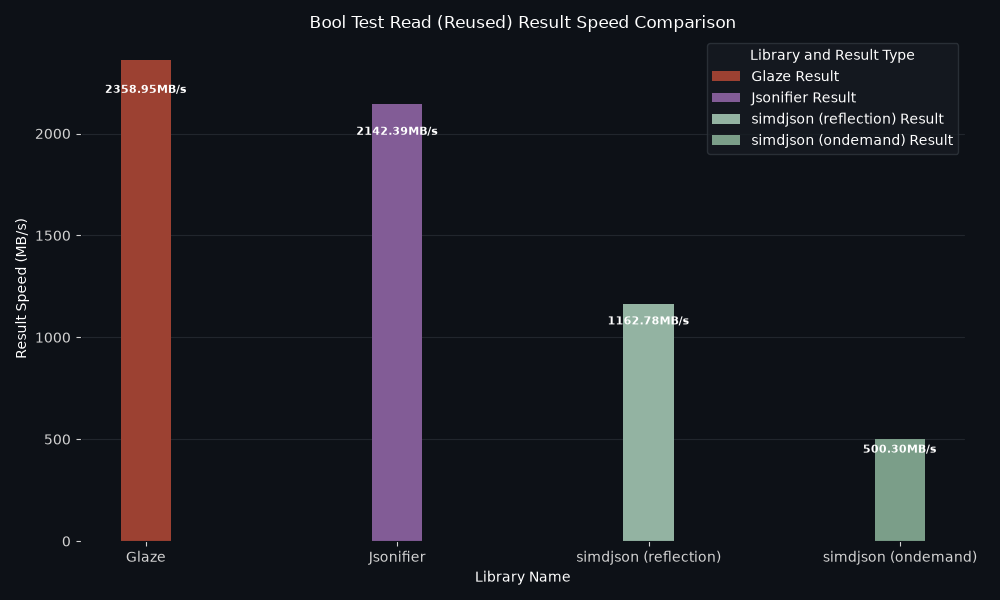 Bool Test Read (Reused) Result Speed Comparison
Library and Result Type
Glaze Result
Jsonifier Result
simdjson (reflection) Result
simdjson (ondemand) Result
2358.95MB/s
2142.39MB/s
1162.78MB/s
500.30MB/s
Result Speed (MB/s)
2000
1500
1000
500
0
Glaze
Jsonifier
simdjson (reflection)
simdjson (ondemand)
Library Name